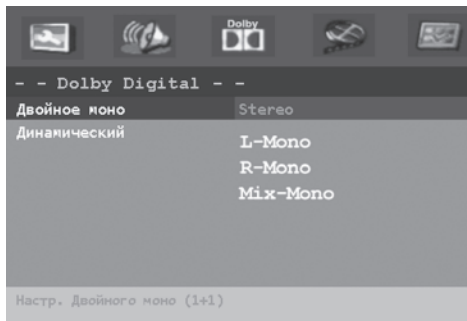 Dolby
- - Dolby Digital - -
Двойное моно Stereo
Динамический
L-Mono
R-Mono
Mix-Mono
Настр. Двойного моно (1+1)